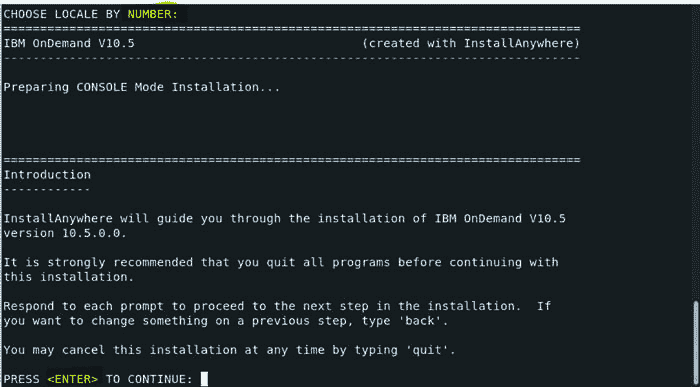 CHOOSE LOCALE BY NUMBER:
===============================================================================
IBM OnDemand V10.5                               (created with InstallAnywhere)
-------------------------------------------------------------------------------
Preparing CONSOLE Mode Installation...
===============================================================================
Introduction
------------
InstallAnywhere will guide you through the installation of IBM OnDemand V10.5
version 10.5.0.0.
It is strongly recommended that you quit all programs before continuing with
this installation.
Respond to each prompt to proceed to the next step in the installation.  If
you want to change something on a previous step, type 'back'.
You may cancel this installation at any time by typing 'quit'.
PRESS <ENTER> TO CONTINUE: